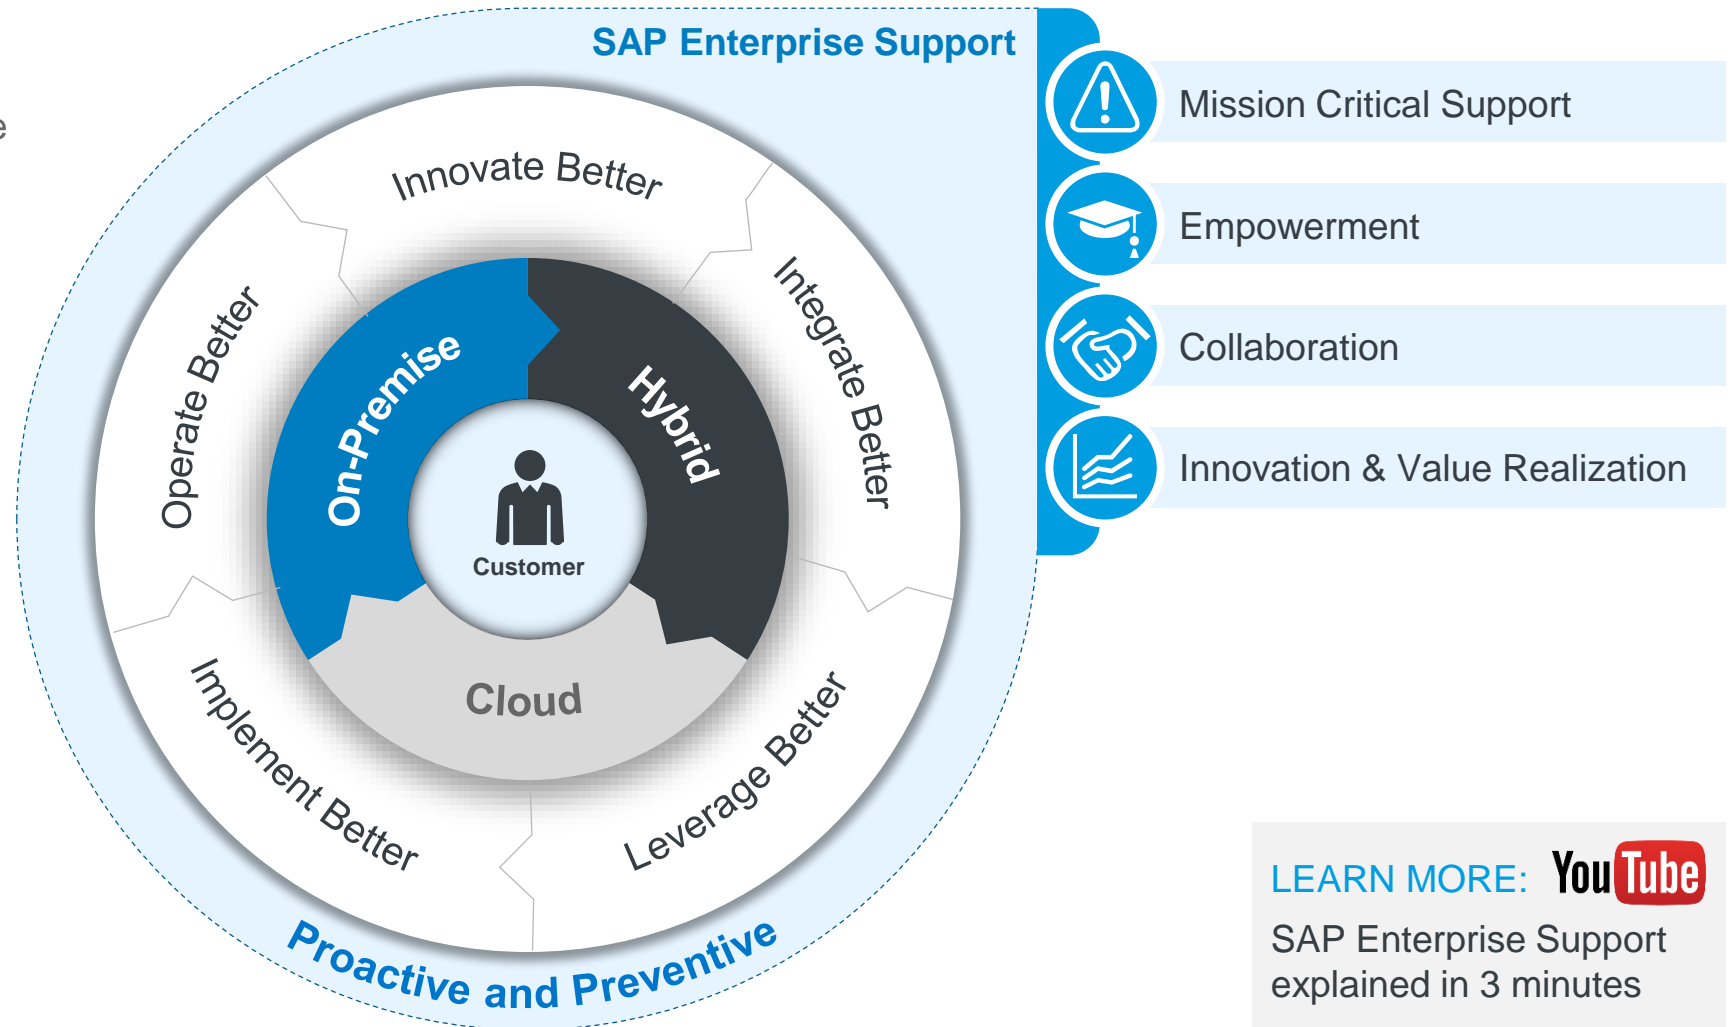 SAP Enterprise Support
e
Innovate Better
Integrate Better
Operate Better
Implement Better
Leverage Better
On-Premise
Hybrid
Cloud
Customer
Proactive and Preventive
Mission Critical Support
Empowerment
Collaboration
Innovation & Value Realization
LEARN MORE: YouTube
SAP Enterprise Support
explained in 3 minutes